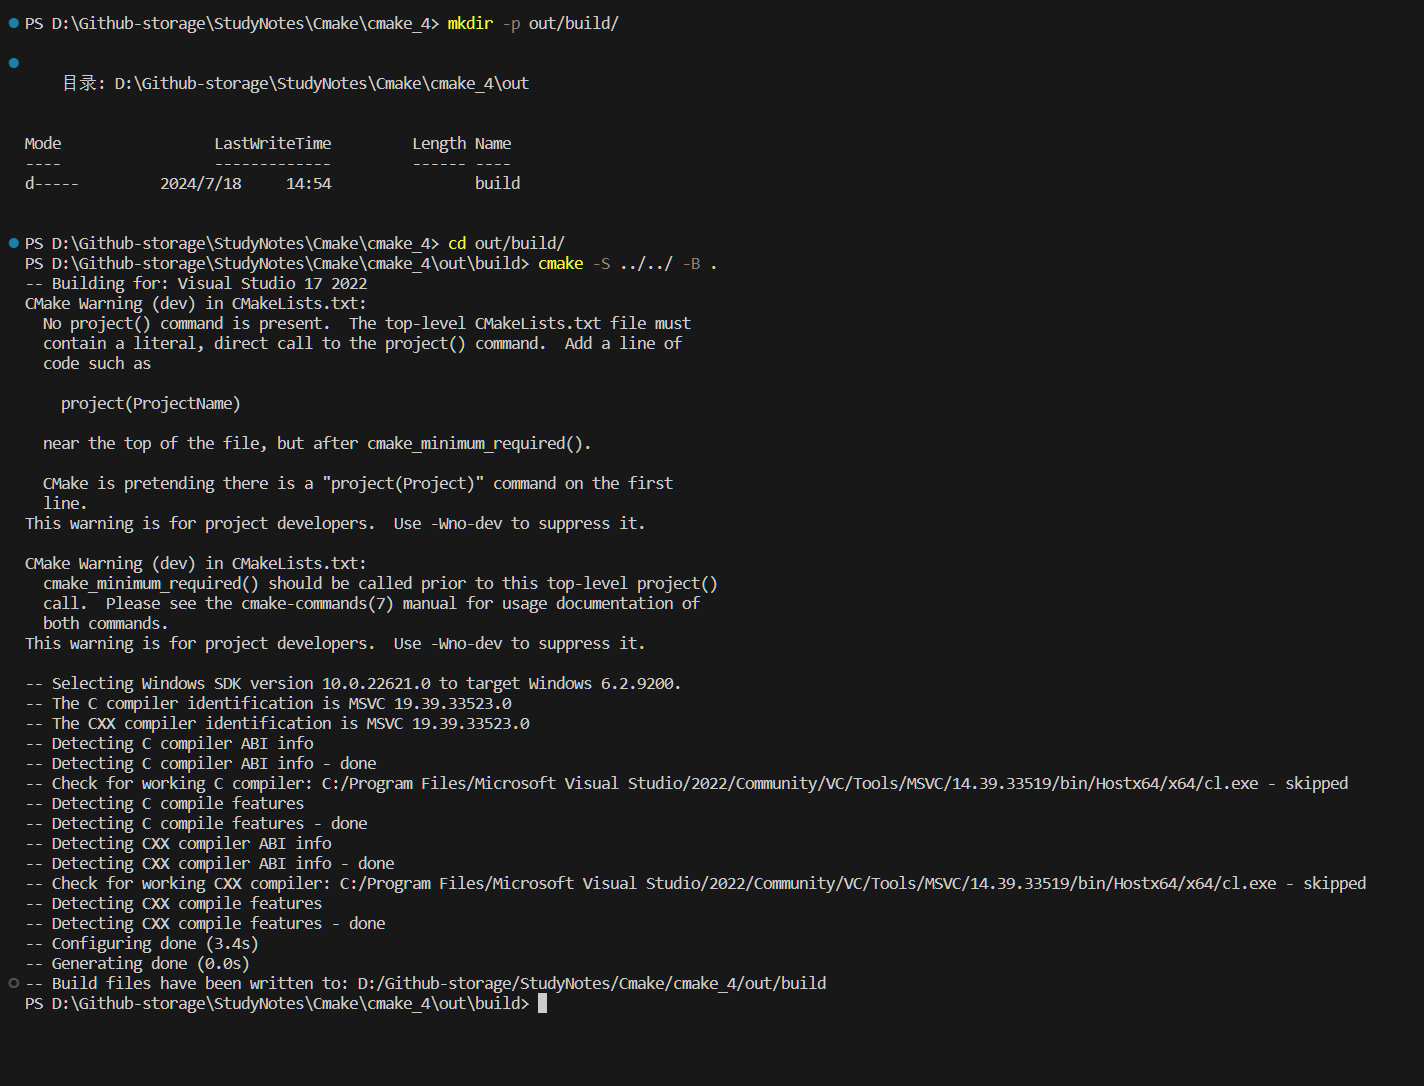 PS D:\Github-storage\StudyNotes\Cmake\cmake_4> mkdir -p out/build/
目录: D:\Github-storage\StudyNotes\Cmake\cmake_4\out
Mode                 LastWriteTime         Length Name
----                 -------------         ------ ----
d-----         2024/7/18     14:54                build
PS D:\Github-storage\StudyNotes\Cmake\cmake_4> cd out/build/
PS D:\Github-storage\StudyNotes\Cmake\cmake_4\out\build> cmake -S ../../ -B .
-- Building for: Visual Studio 17 2022
CMake Warning (dev) in CMakeLists.txt:
  No project() command is present.  The top-level CMakeLists.txt file must
  contain a literal, direct call to the project() command.  Add a line of
  code such as
    project(ProjectName)
  near the top of the file, but after cmake_minimum_required().
  CMake is pretending there is a "project(Project)" command on the first
  line.
This warning is for project developers.  Use -Wno-dev to suppress it.
CMake Warning (dev) in CMakeLists.txt:
  cmake_minimum_required() should be called prior to this top-level project()
  call.  Please see the cmake-commands(7) manual for usage documentation of
  both commands.
This warning is for project developers.  Use -Wno-dev to suppress it.
-- Selecting Windows SDK version 10.0.22621.0 to target Windows 6.2.9200.
-- The C compiler identification is MSVC 19.39.33523.0
-- The CXX compiler identification is MSVC 19.39.33523.0
-- Detecting C compiler ABI info
-- Detecting C compiler ABI info - done
-- Check for working C compiler: C:/Program Files/Microsoft Visual Studio/2022/Community/VC/Tools/MSVC/14.39.33519/bin/Hostx64/x64/cl.exe - skipped
-- Detecting C compile features
-- Detecting C compile features - done
-- Detecting CXX compiler ABI info
-- Detecting CXX compiler ABI info - done
-- Check for working CXX compiler: C:/Program Files/Microsoft Visual Studio/2022/Community/VC/Tools/MSVC/14.39.33519/bin/Hostx64/x64/cl.exe - skipped
-- Detecting CXX compile features
-- Detecting CXX compile features - done
-- Configuring done (3.4s)
-- Generating done (0.0s)
-- Build files have been written to: D:/Github-storage/StudyNotes/Cmake/cmake_4/out/build
PS D:\Github-storage\StudyNotes\Cmake\cmake_4\out\build>